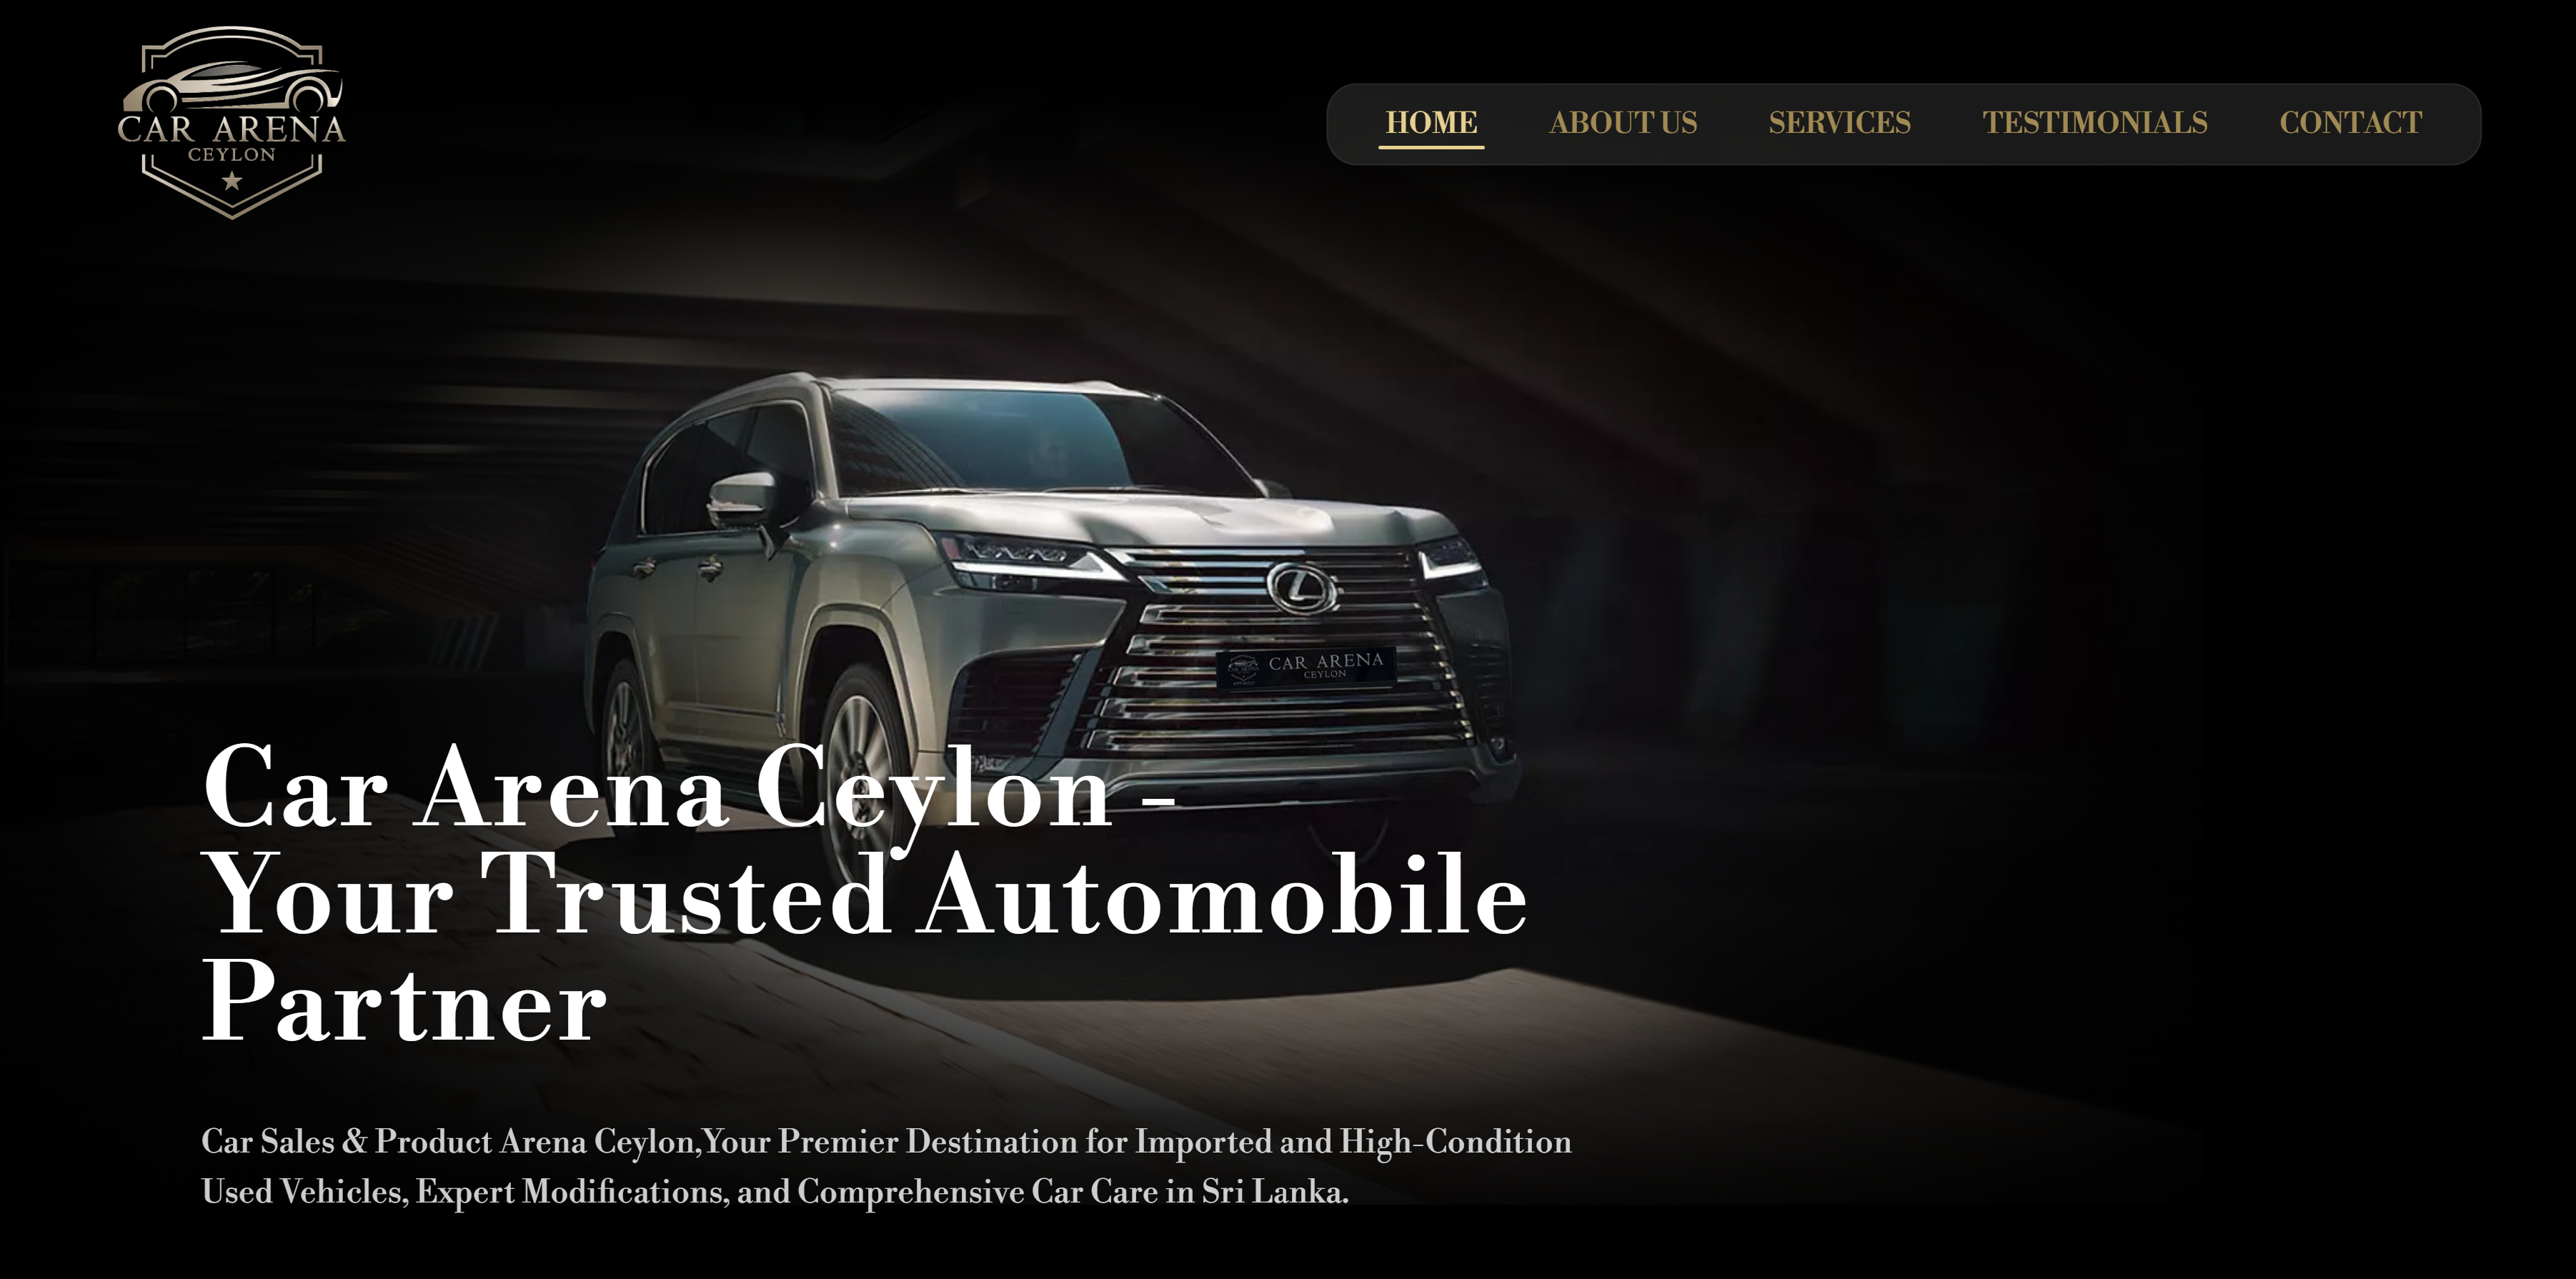 CAR ARENA
CEYLON
HOME ABOUT US SERVICES TESTIMONIALS CONTACT
CAR ARENA
CEYLON
Car Arena Ceylon –
Your Trusted Automobile
Partner
Car Sales & Product Arena Ceylon,Your Premier Destination for Imported and High-Condition
Used Vehicles, Expert Modifications, and Comprehensive Car Care in Sri Lanka.